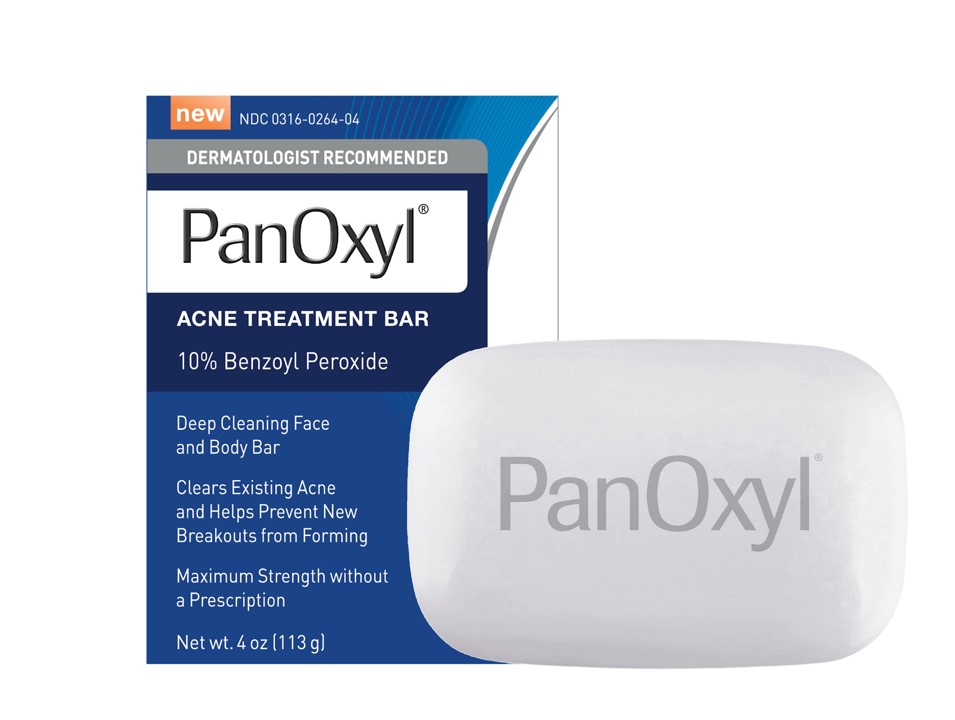 new NDC 0316-0264-04
DERMATOLOGIST RECOMMENDED
PanOxyl®
ACNE TREATMENT BAR
10% Benzoyl Peroxide
Deep Cleaning Face
and Body Bar
Clears Existing Acne
and Helps Prevent New
Breakouts from Forming
Maximum Strength without
a Prescription
Net wt. 4 oz (113 g)
PanOxyl®